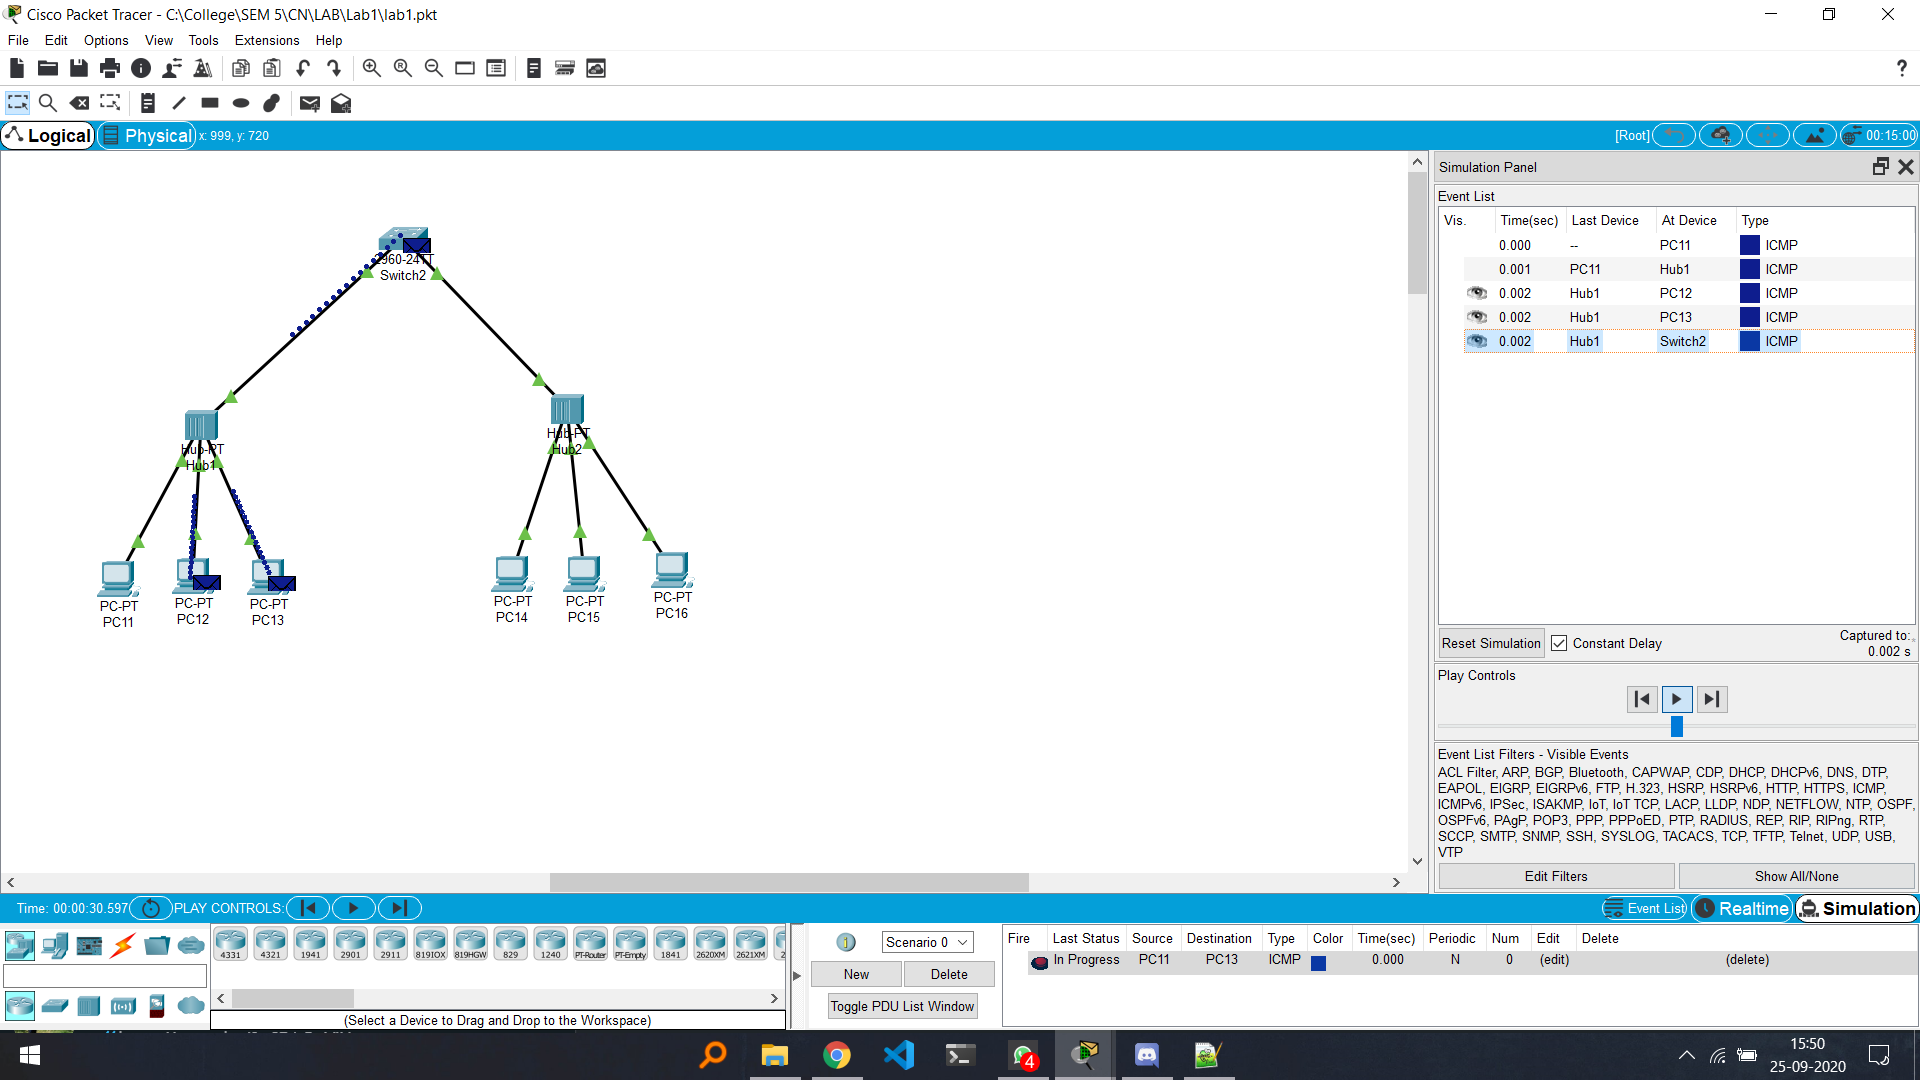 Cisco Packet Tracer - C:\College\SEM 5\CN\LAB\Lab1\lab1.pkt
File Edit Options View Tools Extensions Help
Logical Physical x: 999, y: 720 [Root] 00:15:00
2960-24TT
Switch2
Hub-PT
Hub1
Hub-PT
Hub2
PC-PT
PC11
PC-PT
PC12
PC-PT
PC13
PC-PT
PC14
PC-PT
PC15
PC-PT
PC16
Simulation Panel
Event List
Vis. Time(sec) Last Device At Device Type
0.000 -- PC11 ICMP
0.001 PC11 Hub1 ICMP
0.002 Hub1 PC12 ICMP
0.002 Hub1 PC13 ICMP
0.002 Hub1 Switch2 ICMP
Reset Simulation Constant Delay Captured to:
0.002 s
Play Controls
Event List Filters - Visible Events
ACL Filter, ARP, BGP, Bluetooth, CAPWAP, CDP, DHCP, DHCPv6, DNS, DTP,
EAPOL, EIGRP, EIGRPv6, FTP, H.323, HSRP, HSRPv6, HTTP, HTTPS, ICMP,
ICMPv6, IPSec, ISAKMP, IoT, IoT TCP, LACP, LLDP, NDP, NETFLOW, NTP, OSPF,
OSPFv6, PAgP, POP3, PPP, PPPoED, PTP, RADIUS, REP, RIP, RIPng, RTP,
SCCP, SMTP, SNMP, SSH, SYSLOG, TACACS, TCP, TFTP, Telnet, UDP, USB,
VTP
Edit Filters Show All/None
Time: 00:00:30.597 PLAY CONTROLS: Event List Realtime Simulation
4331 4321 1941 2901 2911 819IOX 819HGW 829 1240 PT-Router PT-Empty 1841 2620XM 2621XM
(Select a Device to Drag and Drop to the Workspace)
Scenario 0
New Delete
Toggle PDU List Window
Fire Last Status Source Destination Type Color Time(sec) Periodic Num Edit Delete
In Progress PC11 PC13 ICMP 0.000 N 0 (edit) (delete)
4
15:50
25-09-2020